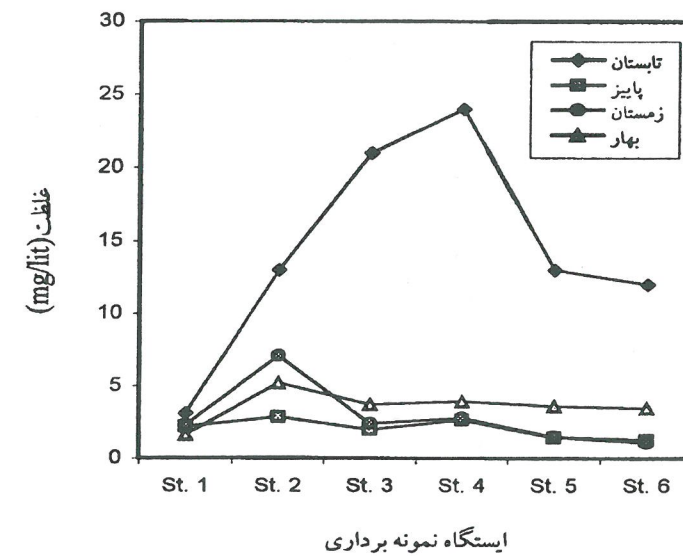 30
25
20
15
10
5
0
غلظت (mg/lit)
تابستان
پاییز
زمستان
بهار
St. 1 St. 2 St. 3 St. 4 St. 5 St. 6
ایستگاه نمونه برداری